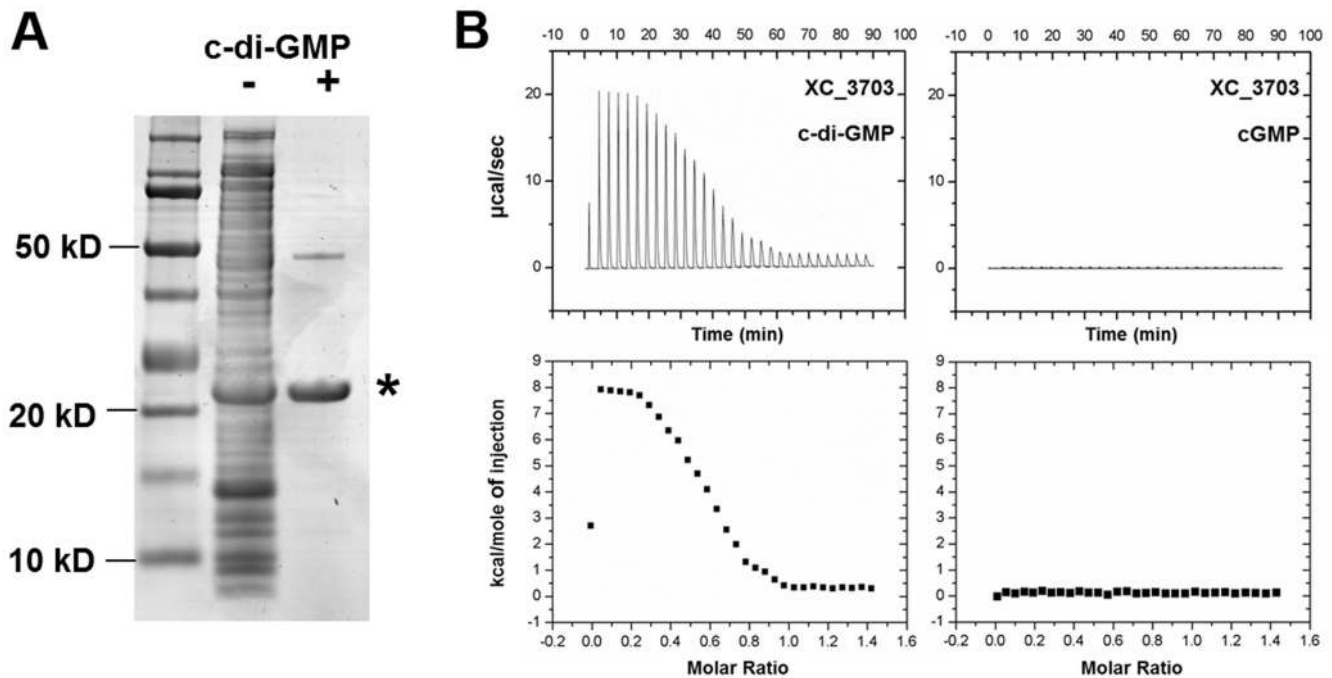 A
c-di-GMP
- +
50 kD
20 kD
10 kD
*
B
-10 0 10 20 30 40 50 60 70 80 90 100
XC_3703
c-di-GMP
20
10
0
µcal/sec
Time (min)
-10 0 10 20 30 40 50 60 70 80 90 100
XC_3703
cGMP
20
10
0
Time (min)
9
8
7
6
5
4
3
2
1
0
-1
kcal/mole of injection
-0.2 0.0 0.2 0.4 0.6 0.8 1.0 1.2 1.4 1.6
Molar Ratio
9
8
7
6
5
4
3
2
1
0
-1
-0.2 0.0 0.2 0.4 0.6 0.8 1.0 1.2 1.4 1.6
Molar Ratio